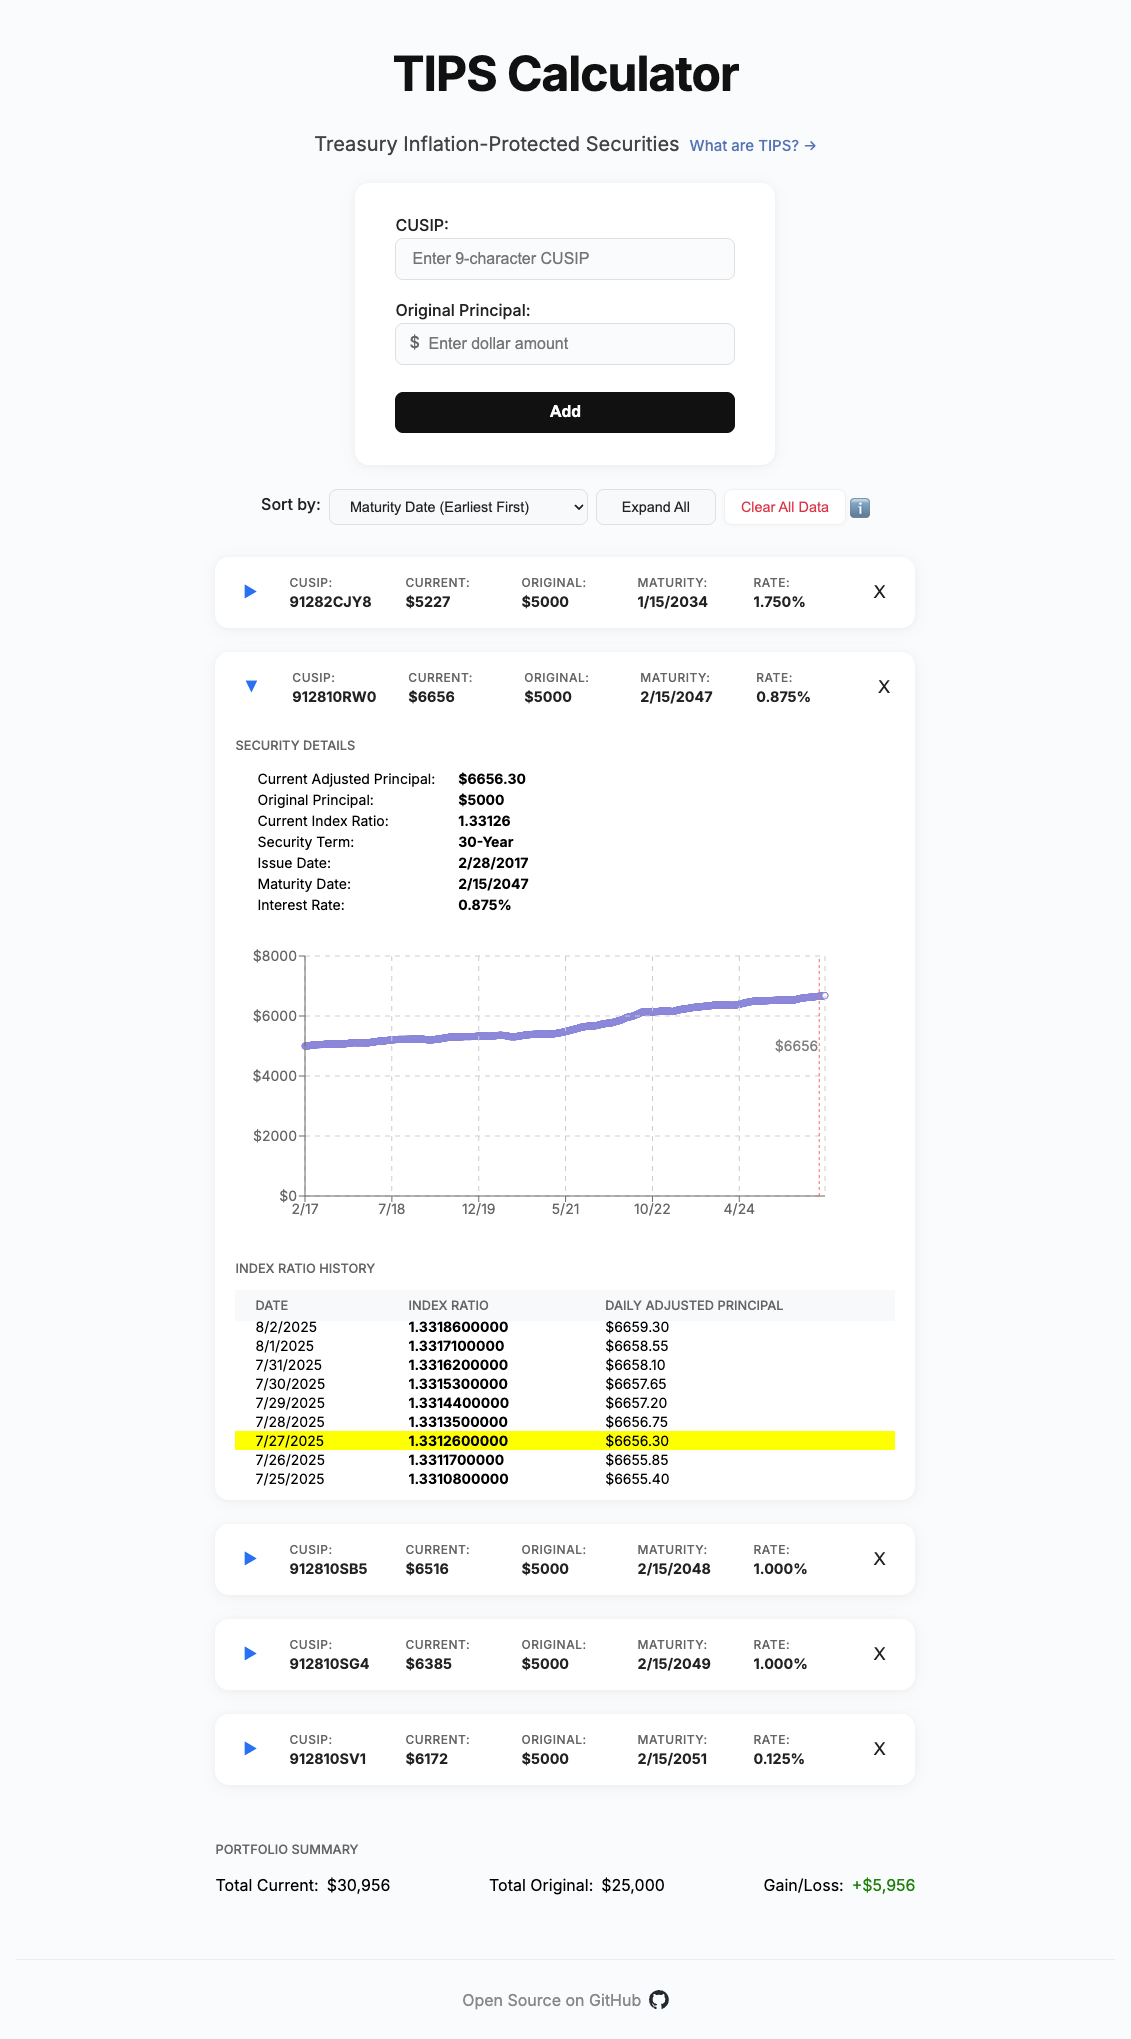 TIPS Calculator
Treasury Inflation-Protected Securities What are TIPS? →
CUSIP:
Enter 9-character CUSIP
Original Principal:
$ Enter dollar amount
Add
Sort by: Maturity Date (Earliest First) Expand All Clear All Data i
CUSIP: CURRENT: ORIGINAL: MATURITY: RATE:
91282CJY8 $5227 $5000 1/15/2034 1.750% X
CUSIP: CURRENT: ORIGINAL: MATURITY: RATE:
912810RW0 $6656 $5000 2/15/2047 0.875% X
SECURITY DETAILS
Current Adjusted Principal: $6656.30
Original Principal: $5000
Current Index Ratio: 1.33126
Security Term: 30-Year
Issue Date: 2/28/2017
Maturity Date: 2/15/2047
Interest Rate: 0.875%
$8000
$6000
$6656
$4000
$2000
$0
2/17 7/18 12/19 5/21 10/22 4/24
INDEX RATIO HISTORY
DATE INDEX RATIO DAILY ADJUSTED PRINCIPAL
8/2/2025 1.3318600000 $6659.30
8/1/2025 1.3317100000 $6658.55
7/31/2025 1.3316200000 $6658.10
7/30/2025 1.3315300000 $6657.65
7/29/2025 1.3314400000 $6657.20
7/28/2025 1.3313500000 $6656.75
7/27/2025 1.3312600000 $6656.30
7/26/2025 1.3311700000 $6655.85
7/25/2025 1.3310800000 $6655.40
CUSIP: CURRENT: ORIGINAL: MATURITY: RATE:
912810SB5 $6516 $5000 2/15/2048 1.000% X
CUSIP: CURRENT: ORIGINAL: MATURITY: RATE:
912810SG4 $6385 $5000 2/15/2049 1.000% X
CUSIP: CURRENT: ORIGINAL: MATURITY: RATE:
912810SV1 $6172 $5000 2/15/2051 0.125% X
PORTFOLIO SUMMARY
Total Current: $30,956 Total Original: $25,000 Gain/Loss: +$5,956
Open Source on GitHub